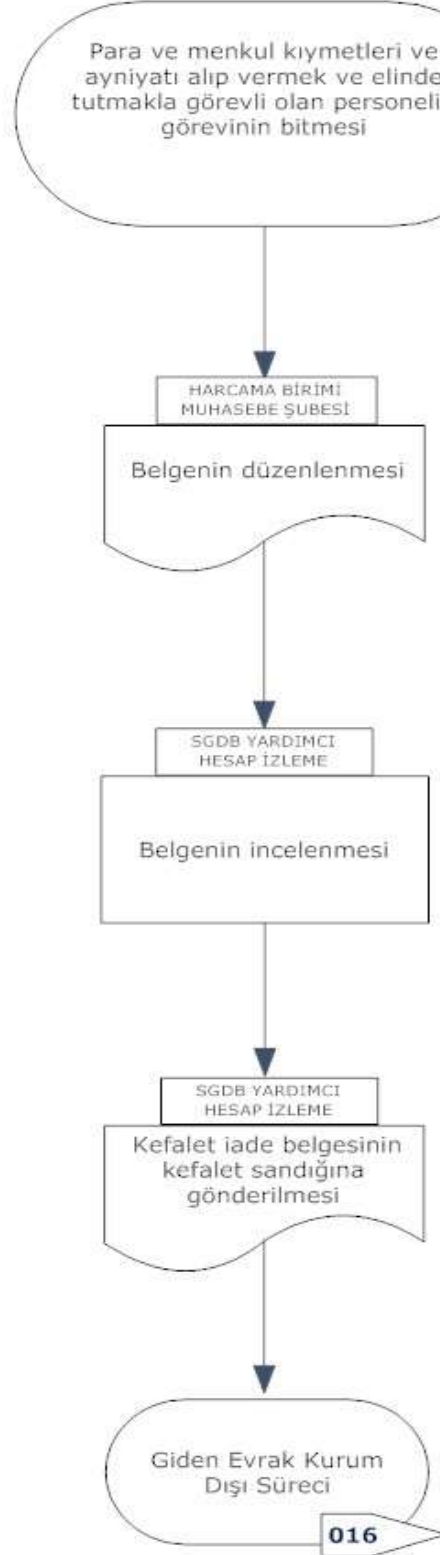 Para ve menkul kıymetleri ve
ayniyatı alıp vermek ve elinde
tutmakla görevli olan personeli
görevinin bitmesi
HARCAMA BİRİMİ
MUHASEBE ŞUBESİ
Belgenin düzenlenmesi
SGDB YARDIMCI
HESAP İZLEME
Belgenin incelenmesi
SGDB YARDIMCI
HESAP İZLEME
Kefalet iade belgesinin
kefalet sandığına
gönderilmesi
Giden Evrak Kurum
Dışı Süreci
016